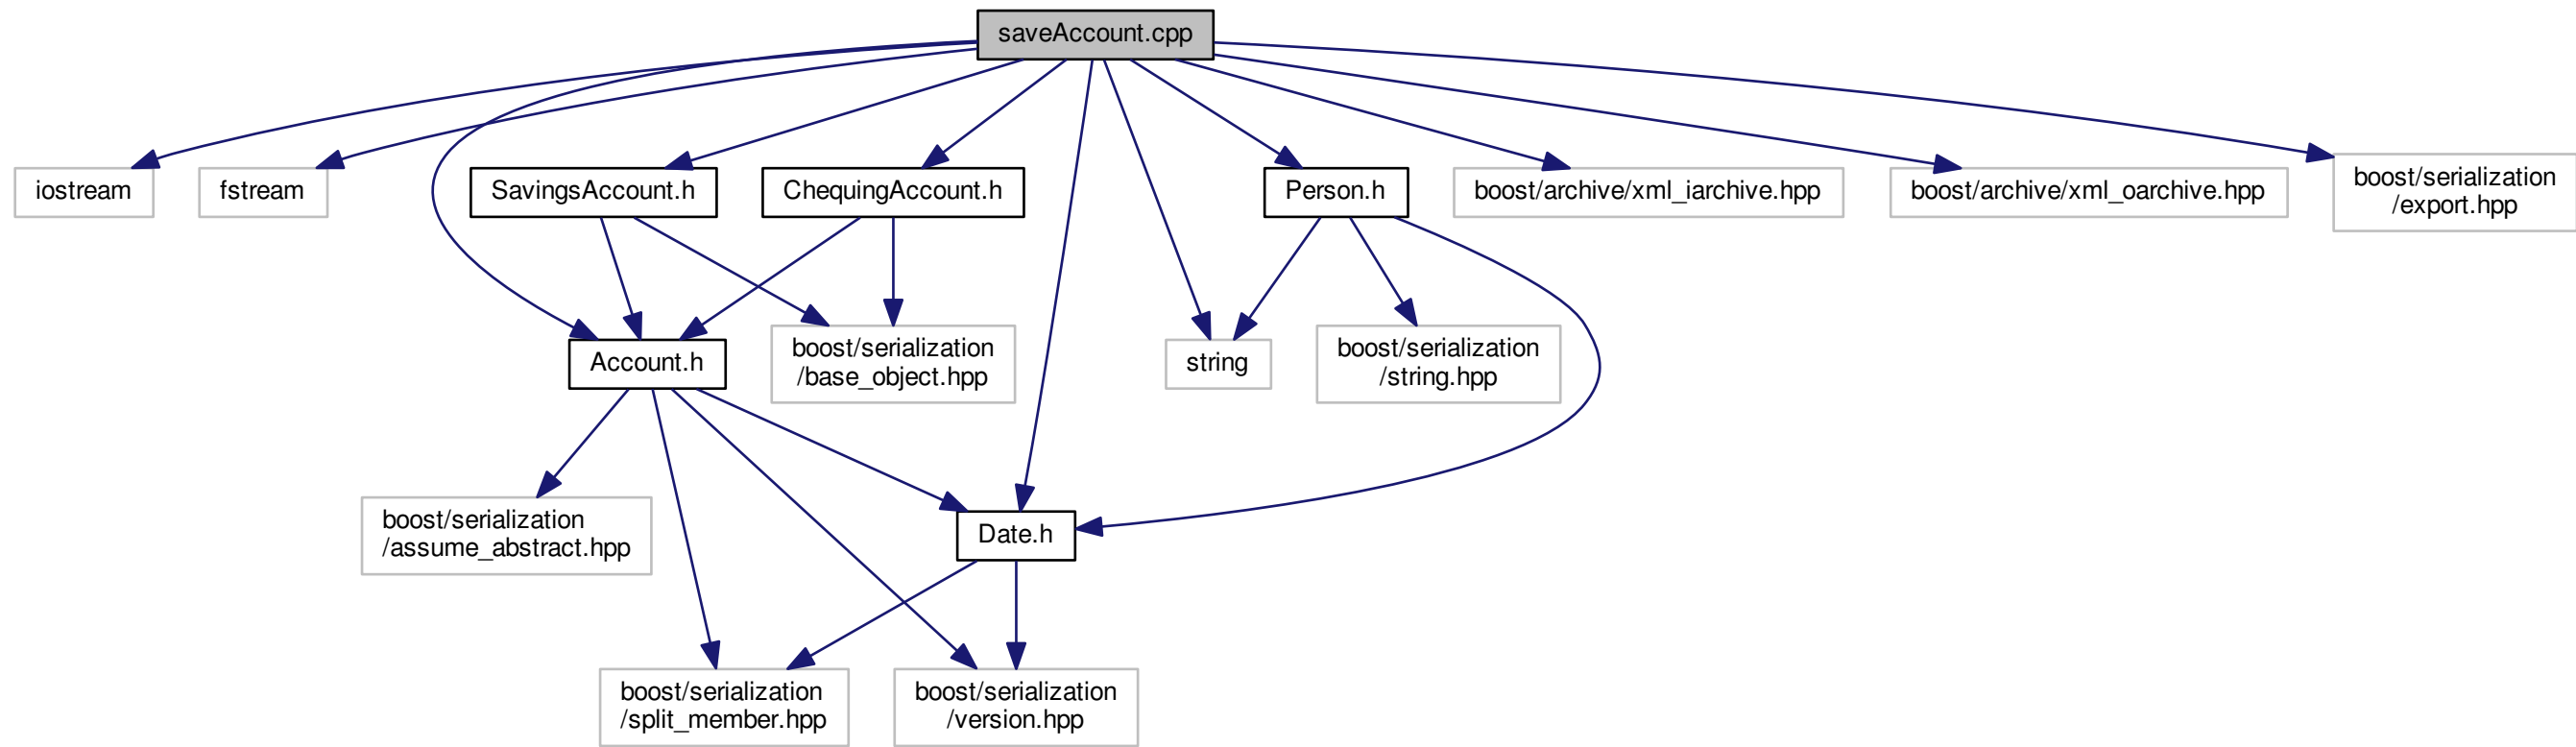 saveAccount.cpp
iostream
fstream
SavingsAccount.h
ChequingAccount.h
Person.h
boost/archive/xml_iarchive.hpp
boost/archive/xml_oarchive.hpp
boost/serialization
/export.hpp
Account.h
boost/serialization
/base_object.hpp
string
boost/serialization
/string.hpp
boost/serialization
/assume_abstract.hpp
Date.h
boost/serialization
/split_member.hpp
boost/serialization
/version.hpp